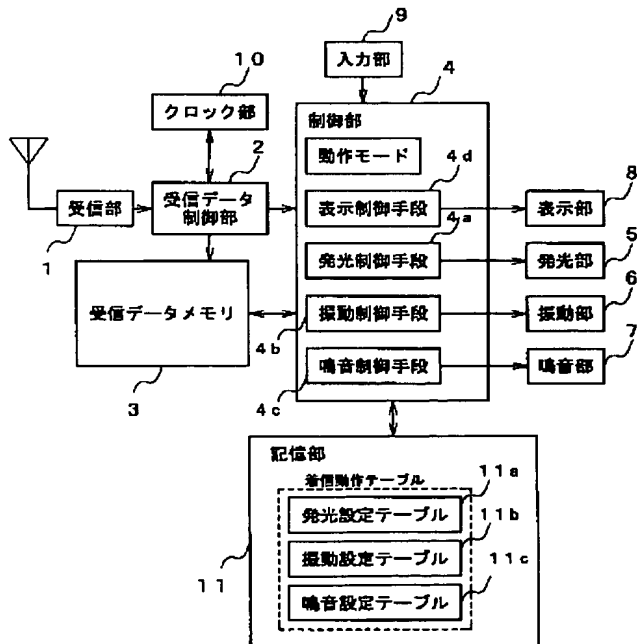 9
入力部
10
クロック部
4
制御部
動作モード
2
受信データ
制御部
受信部
1
4d
表示制御手段
8
表示部
4a
発光制御手段
5
発光部
受信データメモリ
3
6
振動制御手段
振動部
4b
7
鳴音制御手段
鳴音部
4c
記信部
着信動作テーブル
11a
発光設定テーブル
11b
振動設定テーブル
11c
鳴音設定テーブル
11